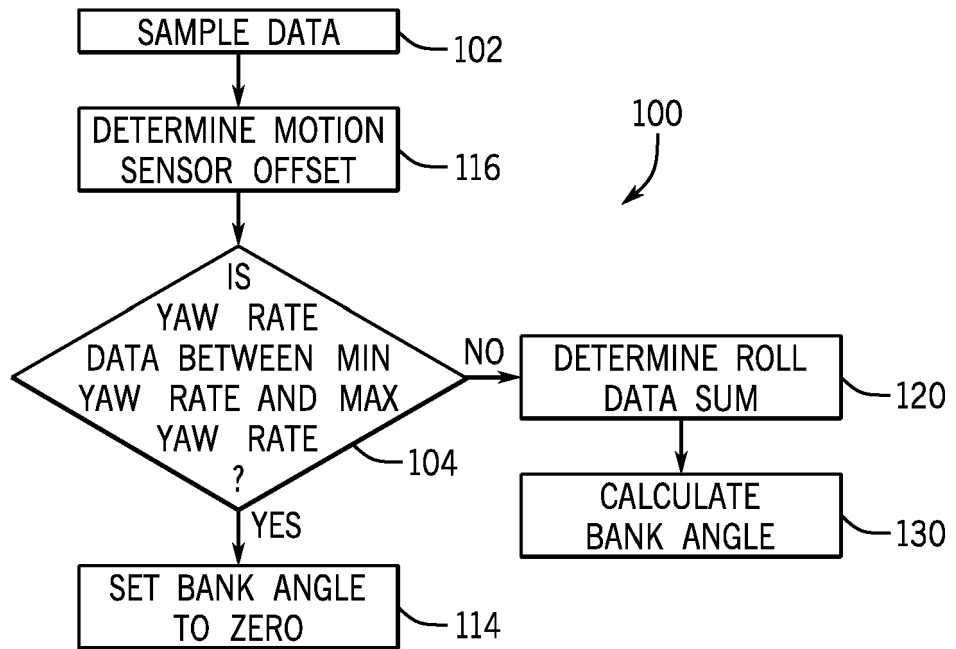 SAMPLE DATA
102
DETERMINE MOTION
SENSOR OFFSET
116
100
IS
YAW RATE
DATA BETWEEN MIN
YAW RATE AND MAX
YAW RATE
?
104
NO
DETERMINE ROLL
DATA SUM
120
CALCULATE
BANK ANGLE
130
YES
SET BANK ANGLE
TO ZERO
114